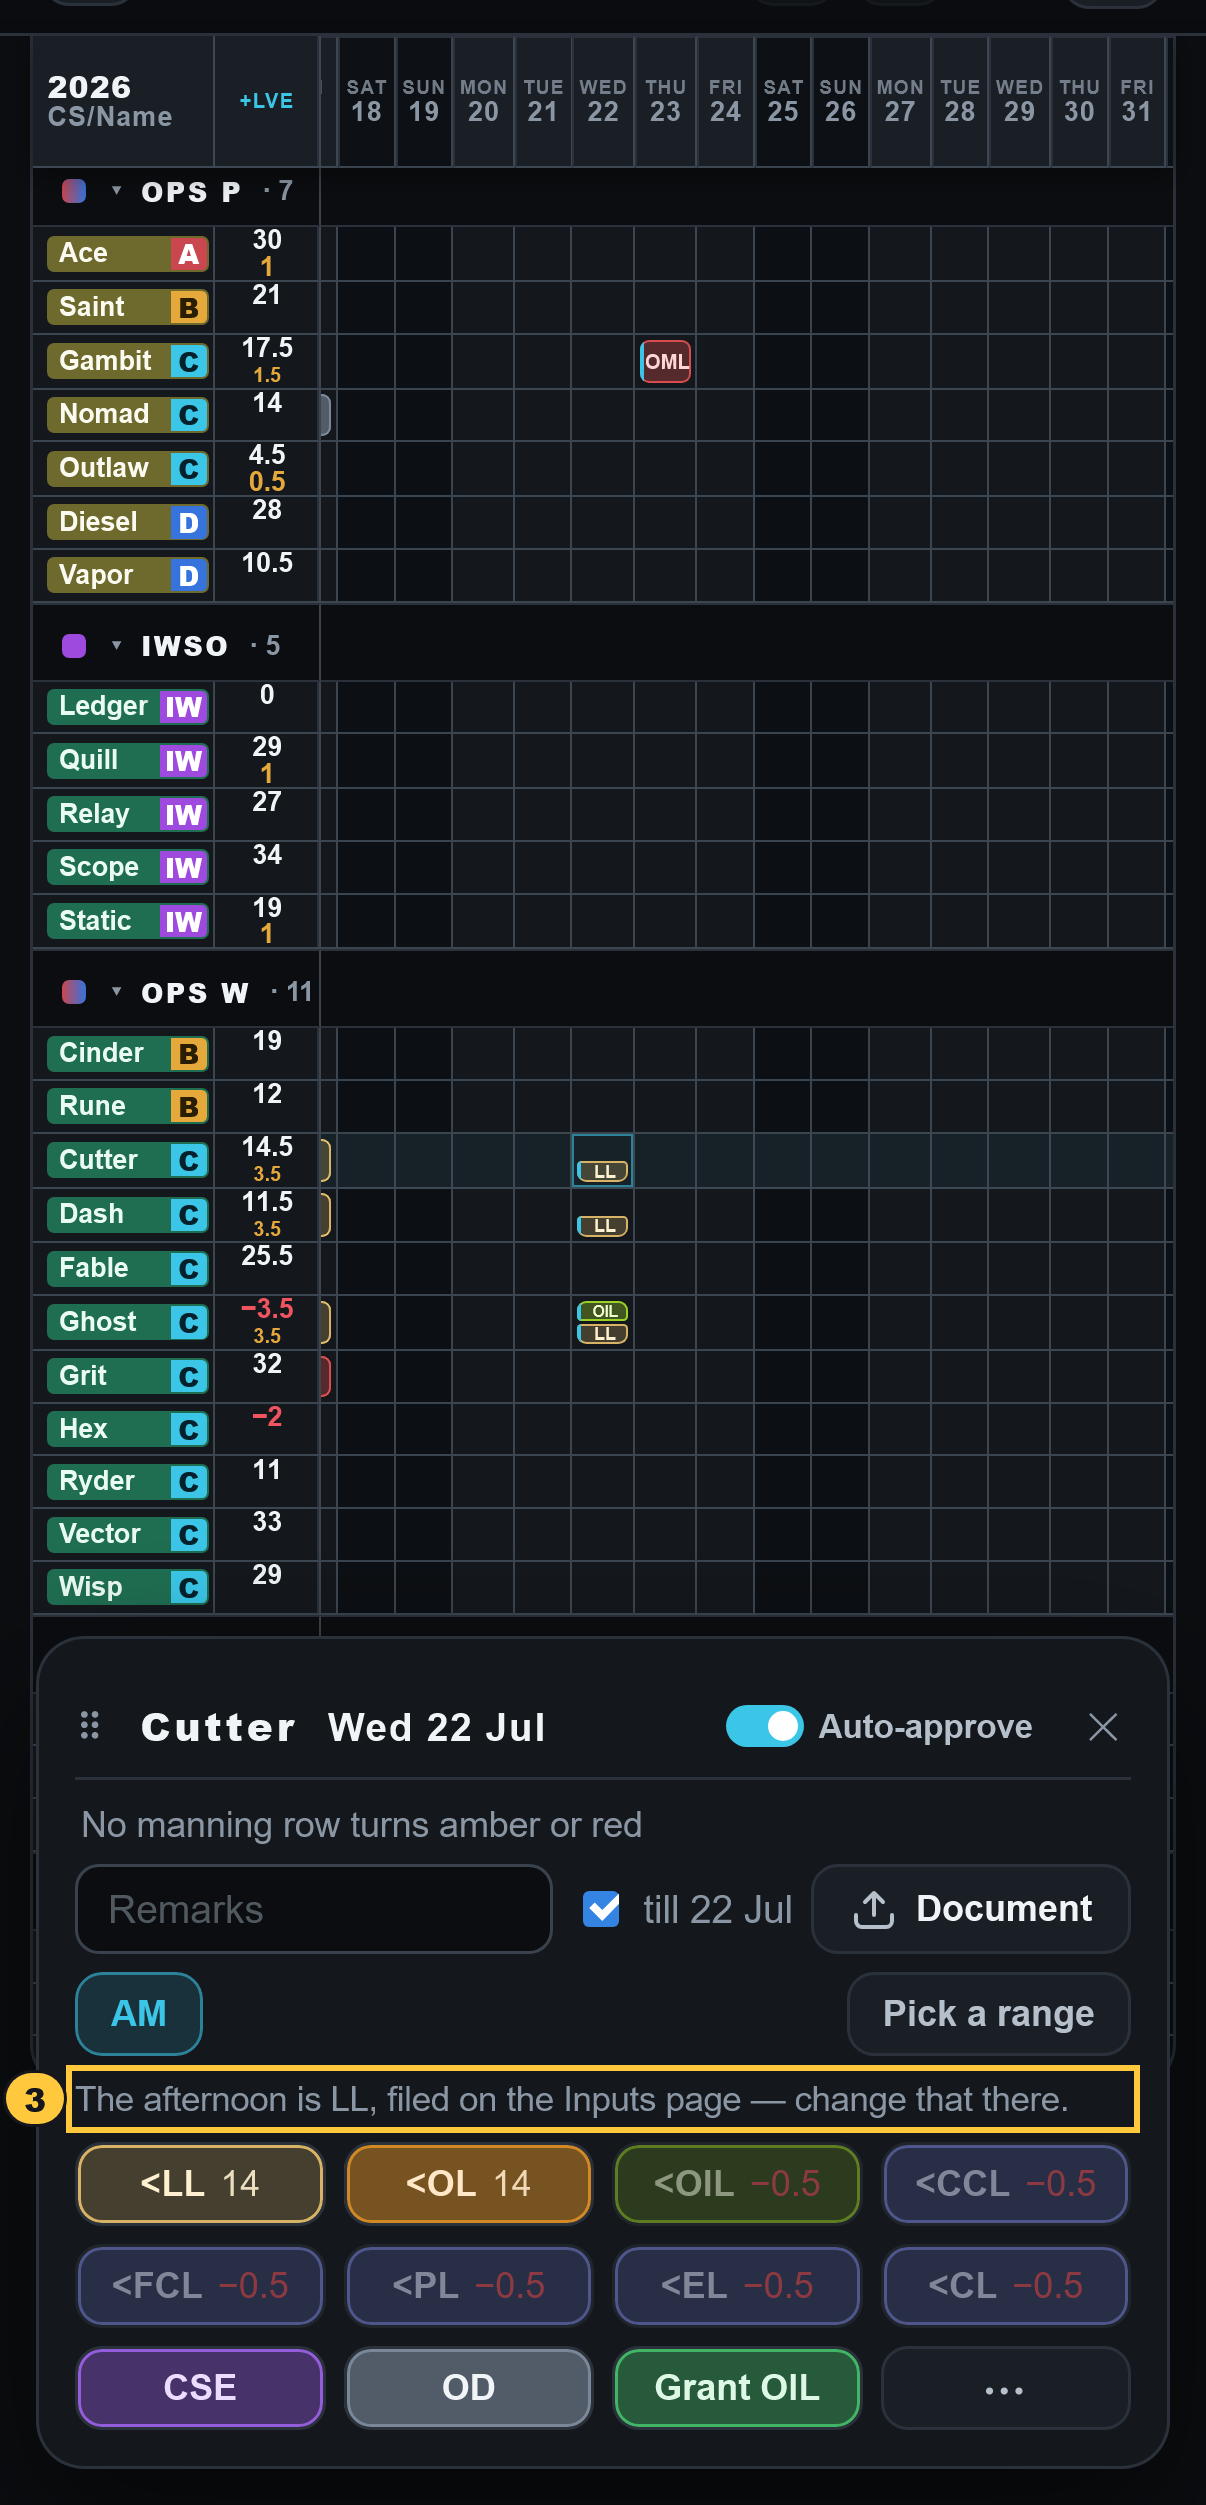 2026
CS/Name
+LVE
SAT 18
SUN 19
MON 20
TUE 21
WED 22
THU 23
FRI 24
SAT 25
SUN 26
MON 27
TUE 28
WED 29
THU 30
FRI 31
▼ OPS P · 7
Ace A 30
1
Saint B 21
Gambit C 17.5
1.5
OML
Nomad C 14
Outlaw C 4.5
0.5
Diesel D 28
Vapor D 10.5
▼ IWSO · 5
Ledger IW 0
Quill IW 29
1
Relay IW 27
Scope IW 34
Static IW 19
1
▼ OPS W · 11
Cinder B 19
Rune B 12
Cutter C 14.5
3.5
LL
Dash C 11.5
3.5
LL
Fable C 25.5
Ghost C −3.5
3.5
OIL
LL
Grit C 32
Hex C −2
Ryder C 11
Vector C 33
Wisp C 29
Cutter Wed 22 Jul Auto-approve
No manning row turns amber or red
Remarks till 22 Jul Document
AM Pick a range
3 The afternoon is LL, filed on the Inputs page — change that there.
<LL 14 <OL 14 <OIL −0.5 <CCL −0.5
<FCL −0.5 <PL −0.5 <EL −0.5 <CL −0.5
CSE OD Grant OIL ...